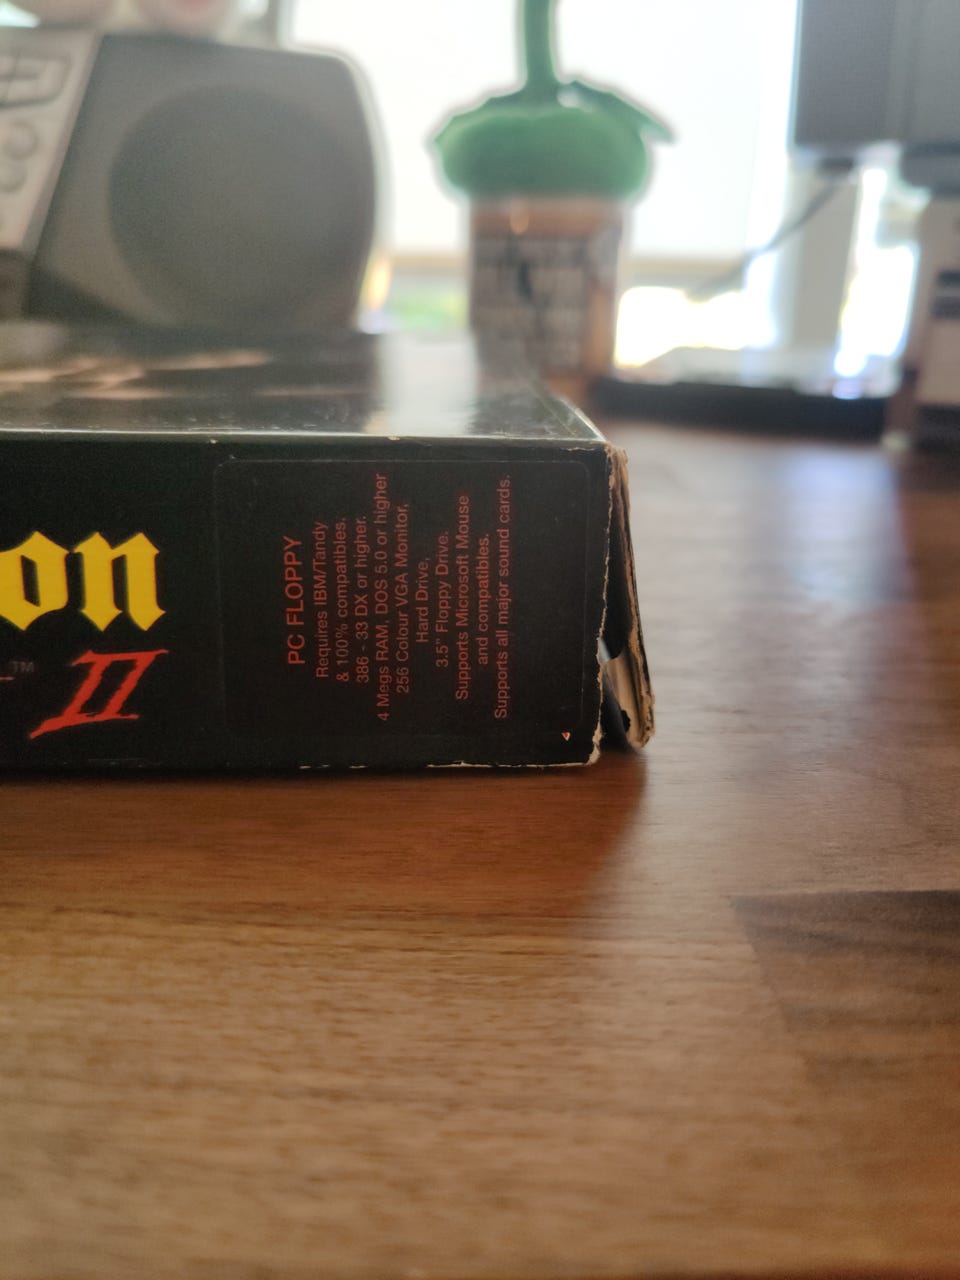 on
II
TM
PC FLOPPY
Requires IBM/Tandy
& 100% compatibles.
386 - 33 DX or higher.
4 Megs RAM, DOS 5.0 or higher
256 Colour VGA Monitor,
Hard Drive,
3.5" Floppy Drive.
Supports Microsoft Mouse
and compatibles.
Supports all major sound cards.